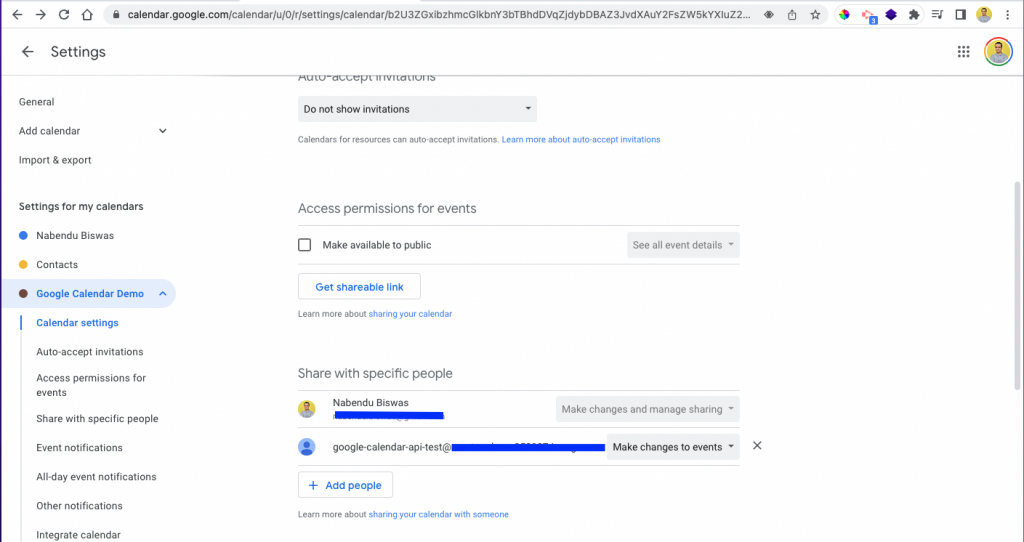 calendar.google.com/calendar/u/0/r/settings/calendar/b2U3ZGxibzhmcGlkbnY3bTBhdDVqZjdybDBAZ3JvdXAuY2FsZW5kYXIuZ2...
3
Settings
Auto-accept invitations
General
Do not show invitations
Add calendar
Calendars for resources can auto-accept invitations. Learn more about auto-accept invitations
Import & export
Settings for my calendars
Access permissions for events
Nabendu Biswas
Make available to public
See all event details
Contacts
Google Calendar Demo
Get shareable link
Learn more about sharing your calendar
Calendar settings
Auto-accept invitations
Access permissions for
events
Share with specific people
Share with specific people
Nabendu Biswas
Make changes and manage sharing
Event notifications
google-calendar-api-test@
Make changes to events
All-day event notifications
Add people
Other notifications
Learn more about sharing your calendar with someone
Integrate calendar